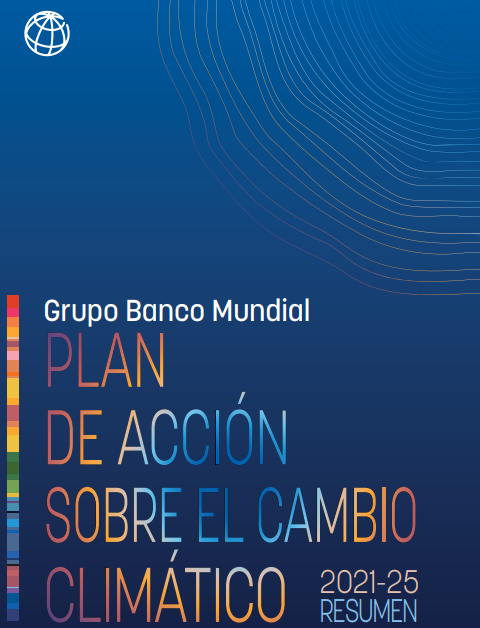 Grupo Banco Mundial
PLAN
DE ACCIÓN
SOBRE EL CAMBIO
CLIMÁTICO
2021-25
RESUMEN